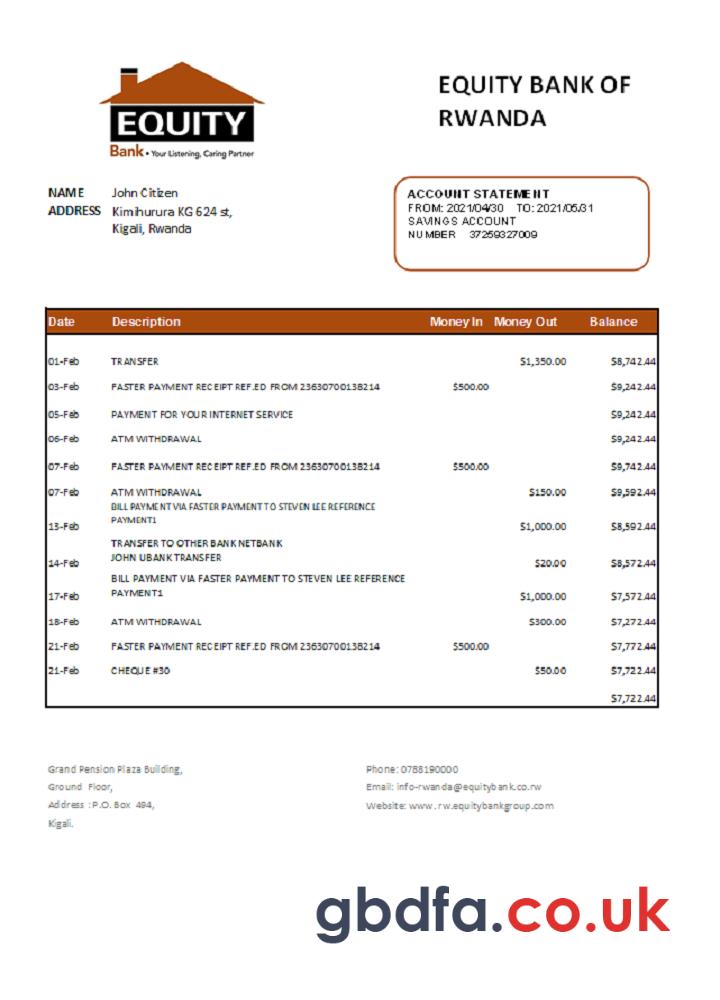 EQUITY
Bank • Your Listening, Caring Partner
EQUITY BANK OF
RWANDA
NAME John Citizen
ADDRESS Kimihurura KG 624 st,
Kigali, Rwanda
ACCOUNT STATEMENT
FROM: 2021/04/30 TO: 2021/05/31
SAVINGS ACCOUNT
NUMBER 37259327009
Date Description Money In Money Out Balance
01-Feb TRANSFER $1,350.00 $8,742.44
03-Feb FASTER PAYMENT RECEIPT REF.ED FROM 23630700138214 $500.00 $9,242.44
05-Feb PAYMENT FOR YOUR INTERNET SERVICE $9,242.44
06-Feb ATM WITHDRAWAL $9,242.44
07-Feb FASTER PAYMENT RECEIPT REF.ED FROM 23630700138214 $500.00 $9,742.44
07-Feb ATM WITHDRAWAL $150.00 $9,592.44
BILL PAYMENT VIA FASTER PAYMENT TO STEVEN LEE REFERENCE
PAYMENT1
13-Feb $1,000.00 $8,592.44
TRANSFER TO OTHER BANK NETBANK
JOHN UBANK TRANSFER
14-Feb $20.00 $8,572.44
BILL PAYMENT VIA FASTER PAYMENT TO STEVEN LEE REFERENCE
PAYMENT1
17-Feb $1,000.00 $7,572.44
18-Feb ATM WITHDRAWAL $300.00 $7,272.44
21-Feb FASTER PAYMENT RECEIPT REF.ED FROM 23630700138214 $500.00 $7,772.44
21-Feb CHEQUE #30 $50.00 $7,722.44
$7,722.44
Grand Pension Plaza Building,
Ground Floor,
Address : P.O. Box 494,
Kigali.
Phone: 0788190000
Email: info-rwanda@equitybank.co.rw
Website: www.rw.equitybankgroup.com
gbdfa.co.uk